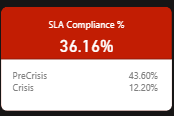 SLA Compliance %
36.16%
PreCrisis 43.60%
Crisis 12.20%